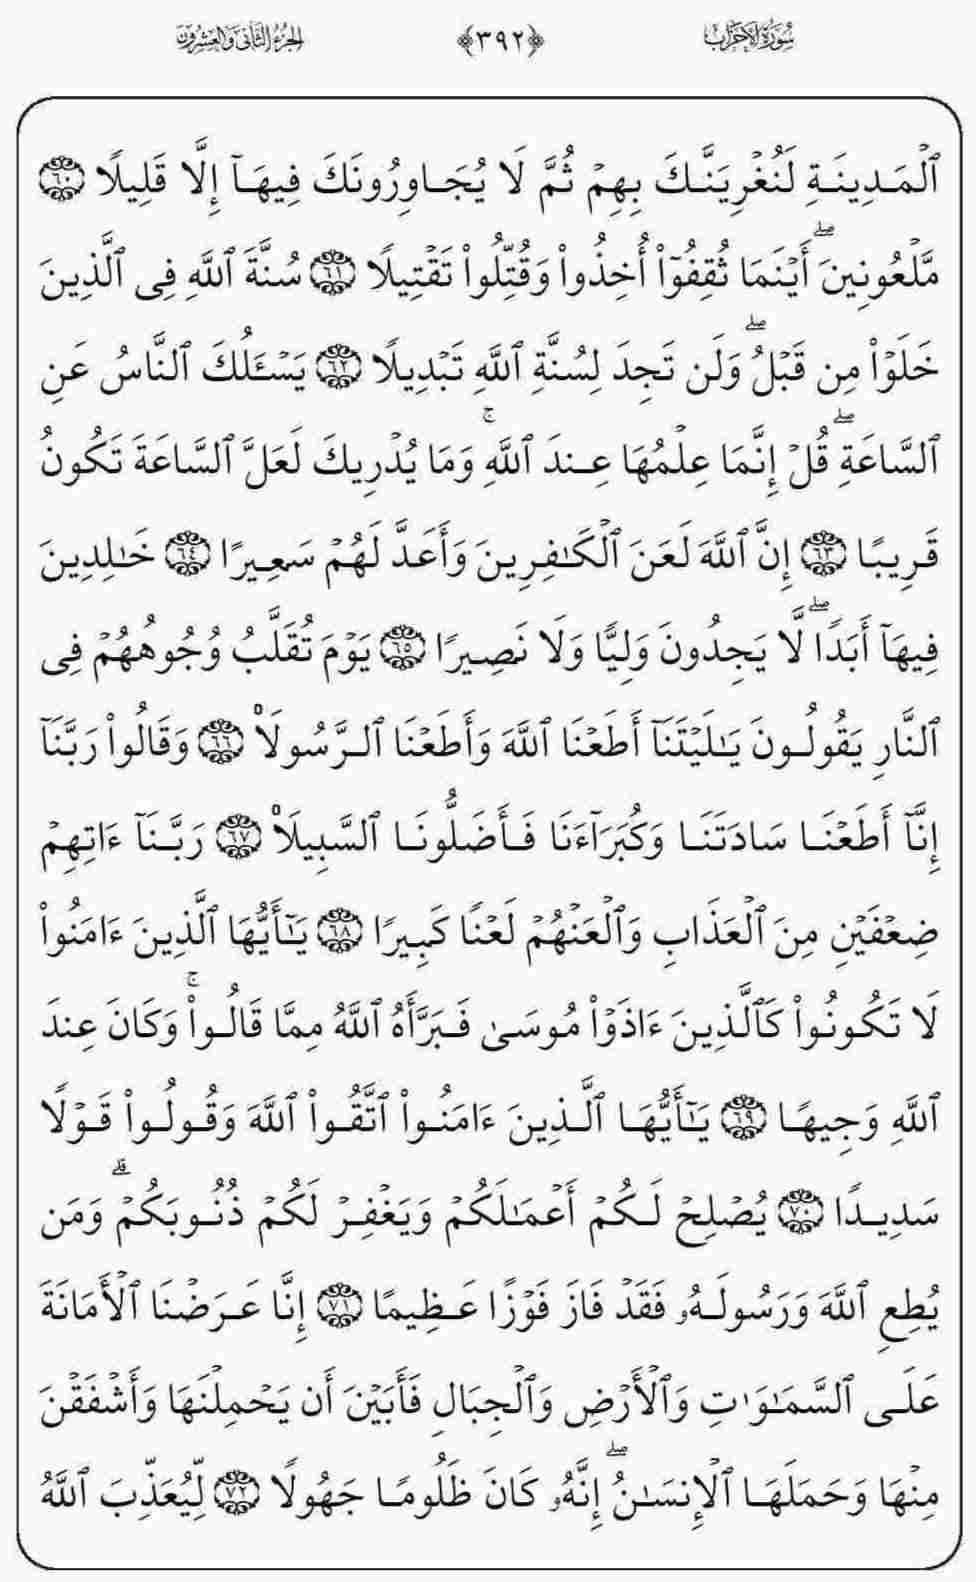 سُورَةُ الأَحْزَاب ﴿٣٩٢﴾ الجُزْءُ الثَّانِي وَالعِشْرُون
ٱلْمَدِينَةِ لَنُغْرِيَنَّكَ بِهِمْ ثُمَّ لَا يُجَاوِرُونَكَ فِيهَآ إِلَّا قَلِيلًا ٦٠
مَّلْعُونِينَۖ أَيْنَمَا ثُقِفُوٓا۟ أُخِذُوا۟ وَقُتِّلُوا۟ تَقْتِيلًا ٦١ سُنَّةَ ٱللَّهِ فِى ٱلَّذِينَ
خَلَوْا۟ مِن قَبْلُۖ وَلَن تَجِدَ لِسُنَّةِ ٱللَّهِ تَبْدِيلًا ٦٢ يَسْـَٔلُكَ ٱلنَّاسُ عَنِ
ٱلسَّاعَةِۖ قُلْ إِنَّمَا عِلْمُهَا عِندَ ٱللَّهِۚ وَمَا يُدْرِيكَ لَعَلَّ ٱلسَّاعَةَ تَكُونُ
قَرِيبًا ٦٣ إِنَّ ٱللَّهَ لَعَنَ ٱلْكَٰفِرِينَ وَأَعَدَّ لَهُمْ سَعِيرًا ٦٤ خَٰلِدِينَ
فِيهَآ أَبَدًاۖ لَّا يَجِدُونَ وَلِيًّا وَلَا نَصِيرًا ٦٥ يَوْمَ تُقَلَّبُ وُجُوهُهُمْ فِى
ٱلنَّارِ يَقُولُونَ يَٰلَيْتَنَآ أَطَعْنَا ٱللَّهَ وَأَطَعْنَا ٱلرَّسُولَا۠ ٦٦ وَقَالُوا۟ رَبَّنَآ
إِنَّآ أَطَعْنَا سَادَتَنَا وَكُبَرَآءَنَا فَأَضَلُّونَا ٱلسَّبِيلَا۠ ٦٧ رَبَّنَآ ءَاتِهِمْ
ضِعْفَيْنِ مِنَ ٱلْعَذَابِ وَٱلْعَنْهُمْ لَعْنًا كَبِيرًا ٦٨ يَٰٓأَيُّهَا ٱلَّذِينَ ءَامَنُوا۟
لَا تَكُونُوا۟ كَٱلَّذِينَ ءَاذَوْا۟ مُوسَىٰ فَبَرَّأَهُ ٱللَّهُ مِمَّا قَالُوا۟ۚ وَكَانَ عِندَ
ٱللَّهِ وَجِيهًا ٦٩ يَٰٓأَيُّهَا ٱلَّذِينَ ءَامَنُوا۟ ٱتَّقُوا۟ ٱللَّهَ وَقُولُوا۟ قَوْلًا
سَدِيدًا ٧٠ يُصْلِحْ لَكُمْ أَعْمَٰلَكُمْ وَيَغْفِرْ لَكُمْ ذُنُوبَكُمْۗ وَمَن
يُطِعِ ٱللَّهَ وَرَسُولَهُۥ فَقَدْ فَازَ فَوْزًا عَظِيمًا ٧١ إِنَّا عَرَضْنَا ٱلْأَمَانَةَ
عَلَى ٱلسَّمَٰوَٰتِ وَٱلْأَرْضِ وَٱلْجِبَالِ فَأَبَيْنَ أَن يَحْمِلْنَهَا وَأَشْفَقْنَ
مِنْهَا وَحَمَلَهَا ٱلْإِنسَٰنُۖ إِنَّهُۥ كَانَ ظَلُومًا جَهُولًا ٧٢ لِّيُعَذِّبَ ٱللَّهُ